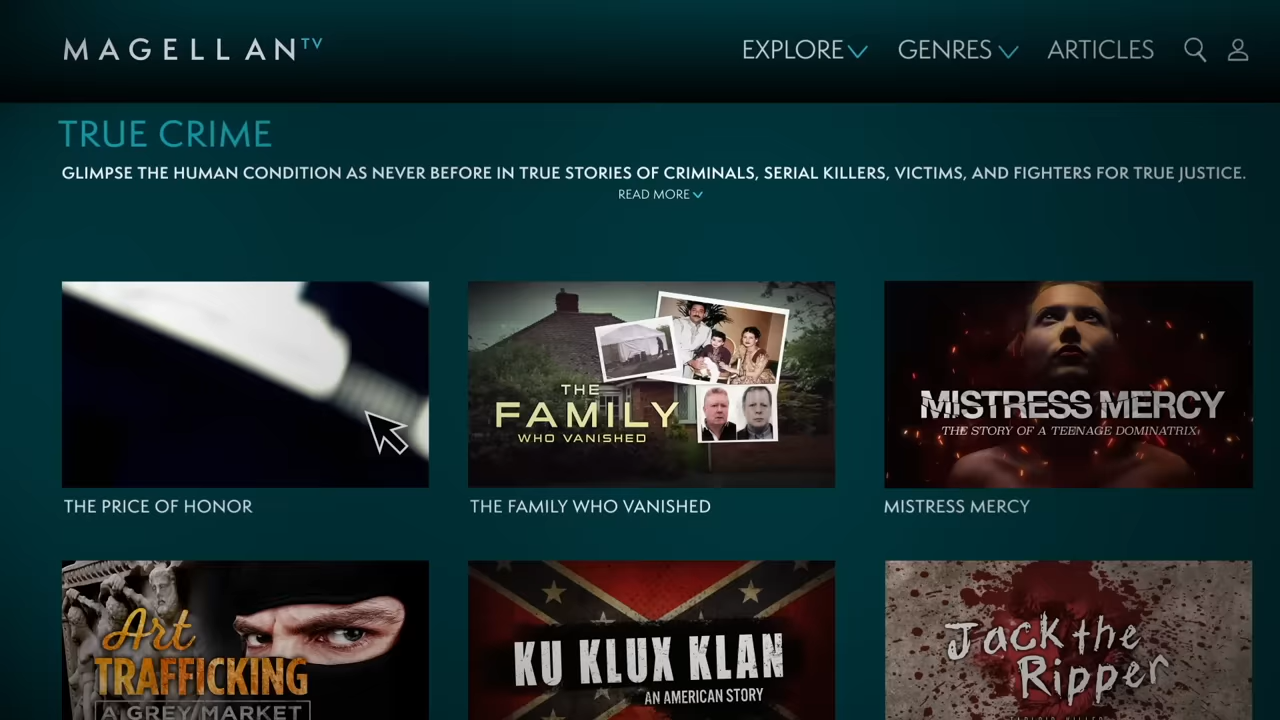 MAGELLANTV
EXPLORE GENRES ARTICLES
TRUE CRIME
GLIMPSE THE HUMAN CONDITION AS NEVER BEFORE IN TRUE STORIES OF CRIMINALS, SERIAL KILLERS, VICTIMS, AND FIGHTERS FOR TRUE JUSTICE.
READ MORE
THE
FAMILY
WHO VANISHED
MISTRESS MERCY
THE STORY OF A TEENAGE DOMINATRIX
THE PRICE OF HONOR
THE FAMILY WHO VANISHED
MISTRESS MERCY
Art
TRAFFICKING
A GREY MARKET
KU KLUX KLAN
AN AMERICAN STORY
Jack the
Ripper